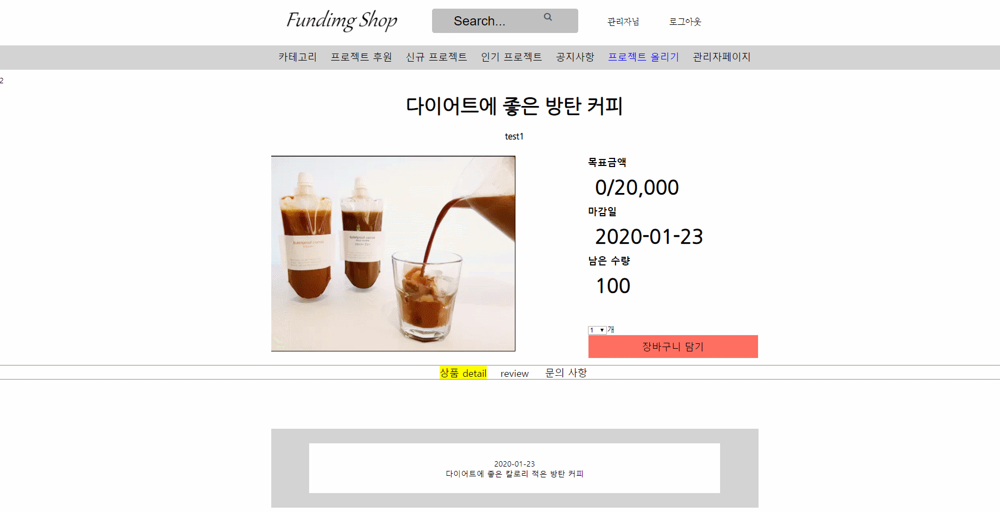 Fundimg Shop
Search...
관리자님 로그아웃
카테고리 프로젝트 후원 신규 프로젝트 인기 프로젝트 공지사항 프로젝트 올리기 관리자페이지
2
다이어트에 좋은 방탄 커피
test1
목표금액
0/20,000
마감일
2020-01-23
남은 수량
100
1 개
장바구니 담기
상품 detail review 문의 사항
2020-01-23
다이어트에 좋은 칼로리 적은 방탄 커피